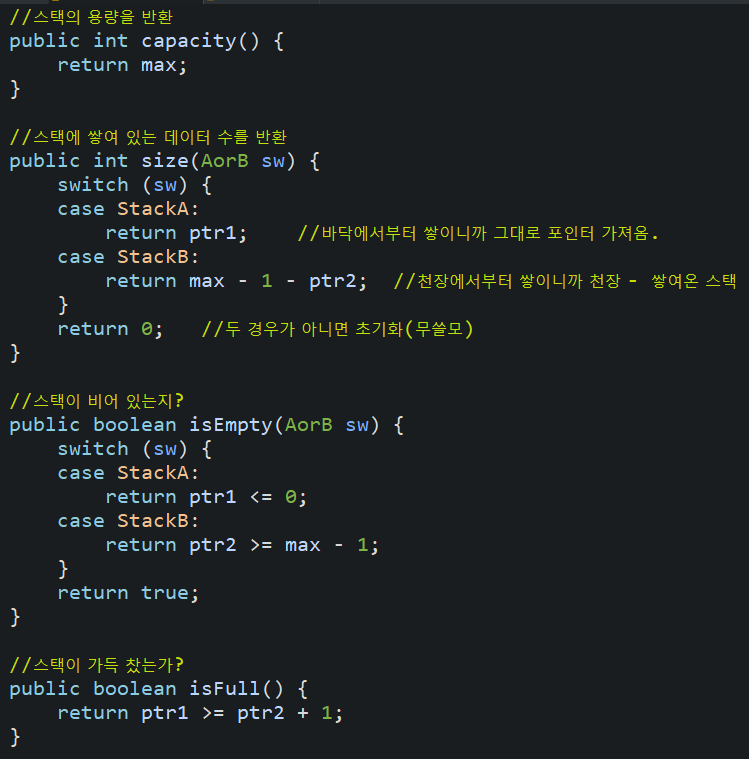 //스택의 용량을 반환
public int capacity() {
    return max;
}
//스택에 쌓여 있는 데이터 수를 반환
public int size(AorB sw) {
    switch (sw) {
    case StackA:
        return ptr1;    //바닥에서부터 쌓이니까 그대로 포인터 가져옴.
    case StackB:
        return max - 1 - ptr2;  //천장에서부터 쌓이니까 천장 - 쌓여온 스택
    }
    return 0;   //두 경우가 아니면 초기화(무쓸모)
}
//스택이 비어 있는지?
public boolean isEmpty(AorB sw) {
    switch (sw) {
    case StackA:
        return ptr1 <= 0;
    case StackB:
        return ptr2 >= max - 1;
    }
    return true;
}
//스택이 가득 찼는가?
public boolean isFull() {
    return ptr1 >= ptr2 + 1;
}